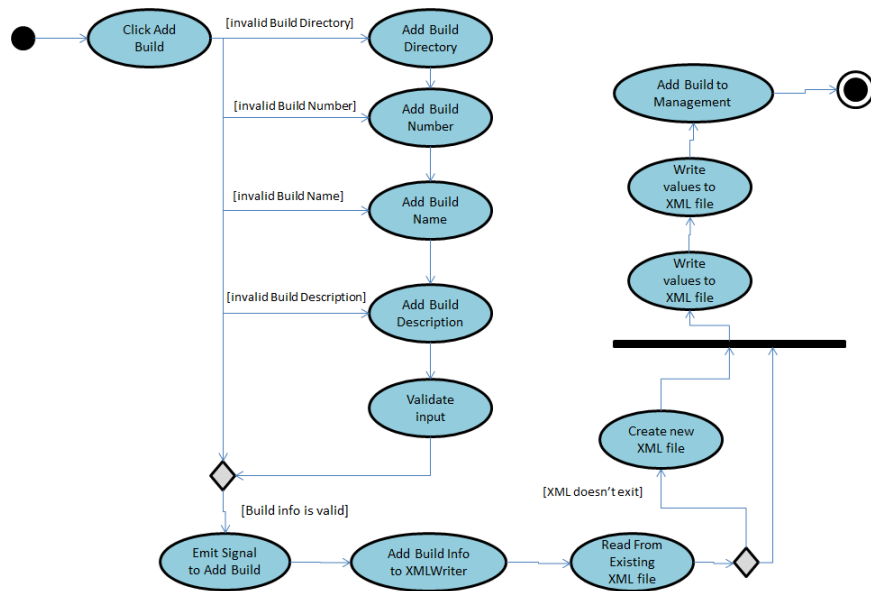 Click Add
Build
[invalid Build Directory]
Add Build
Directory
[invalid Build Number]
Add Build
Number
[invalid Build Name]
Add Build
Name
[invalid Build Description]
Add Build
Description
Validate
input
[Build info is valid]
Emit Signal
to Add Build
Add Build Info
to XMLWriter
Read From
Existing
XML file
[XML doesn't exit]
Create new
XML file
Write
values to
XML file
Write
values to
XML file
Add Build to
Management